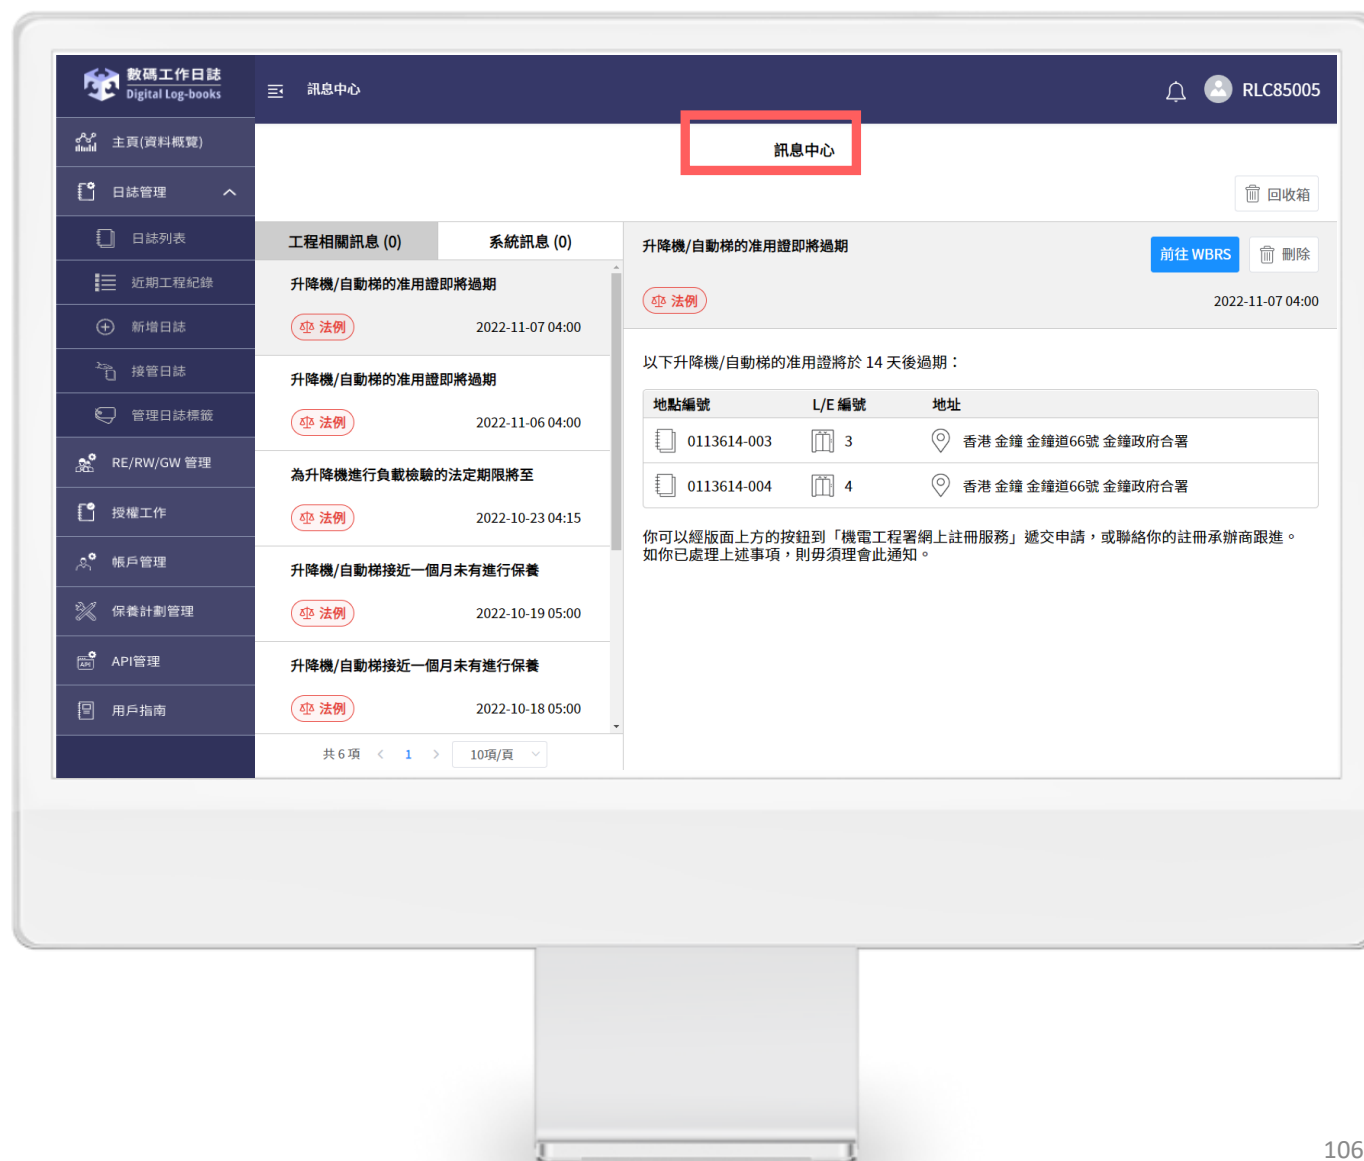 數碼工作日誌
Digital Log-books
訊息中心
RLC85005
主頁(資料概覽)
日誌管理
日誌列表
近期工程紀錄
新增日誌
接管日誌
管理日誌標籤
RE/RW/GW 管理
授權工作
帳戶管理
保養計劃管理
API管理
用戶指南
訊息中心
回收箱
工程相關訊息 (0)
系統訊息 (0)
升降機/自動梯的准用證即將過期
法例
2022-11-07 04:00
升降機/自動梯的准用證即將過期
法例
2022-11-06 04:00
為升降機進行負載檢驗的法定期限將至
法例
2022-10-23 04:15
升降機/自動梯接近一個月未有進行保養
法例
2022-10-19 05:00
升降機/自動梯接近一個月未有進行保養
法例
2022-10-18 05:00
共 6 項 1 10項/頁
升降機/自動梯的准用證即將過期
前往 WBRS
刪除
法例
2022-11-07 04:00
以下升降機/自動梯的准用證將於 14 天後過期：
地點編號 L/E 編號 地址
0113614-003 3 香港 金鐘 金鐘道66號 金鐘政府合署
0113614-004 4 香港 金鐘 金鐘道66號 金鐘政府合署
你可以經版面上方的按鈕到「機電工程署網上註冊服務」遞交申請，或聯絡你的註冊承辦商跟進。
如你已處理上述事項，則毋須理會此通知。
106